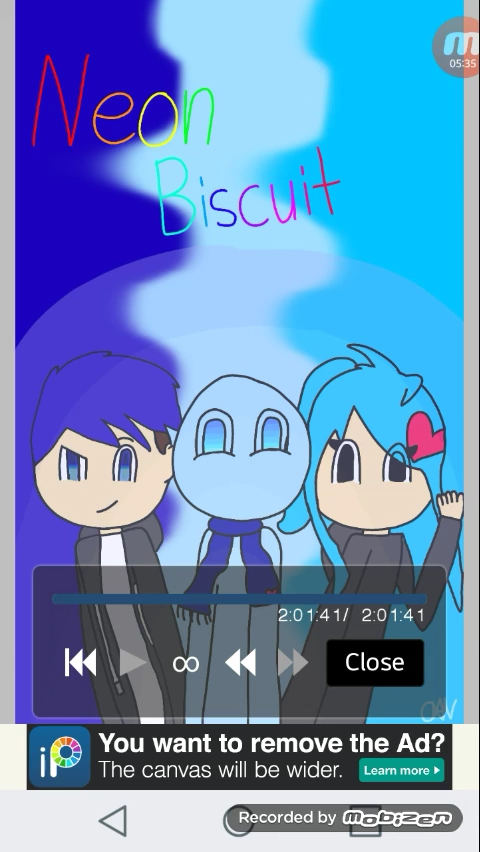 05:35
Neon
Biscuit
2:01:41/ 2:01:41
Close
iP
You want to remove the Ad?
The canvas will be wider.
Learn more
Recorded by mobizen